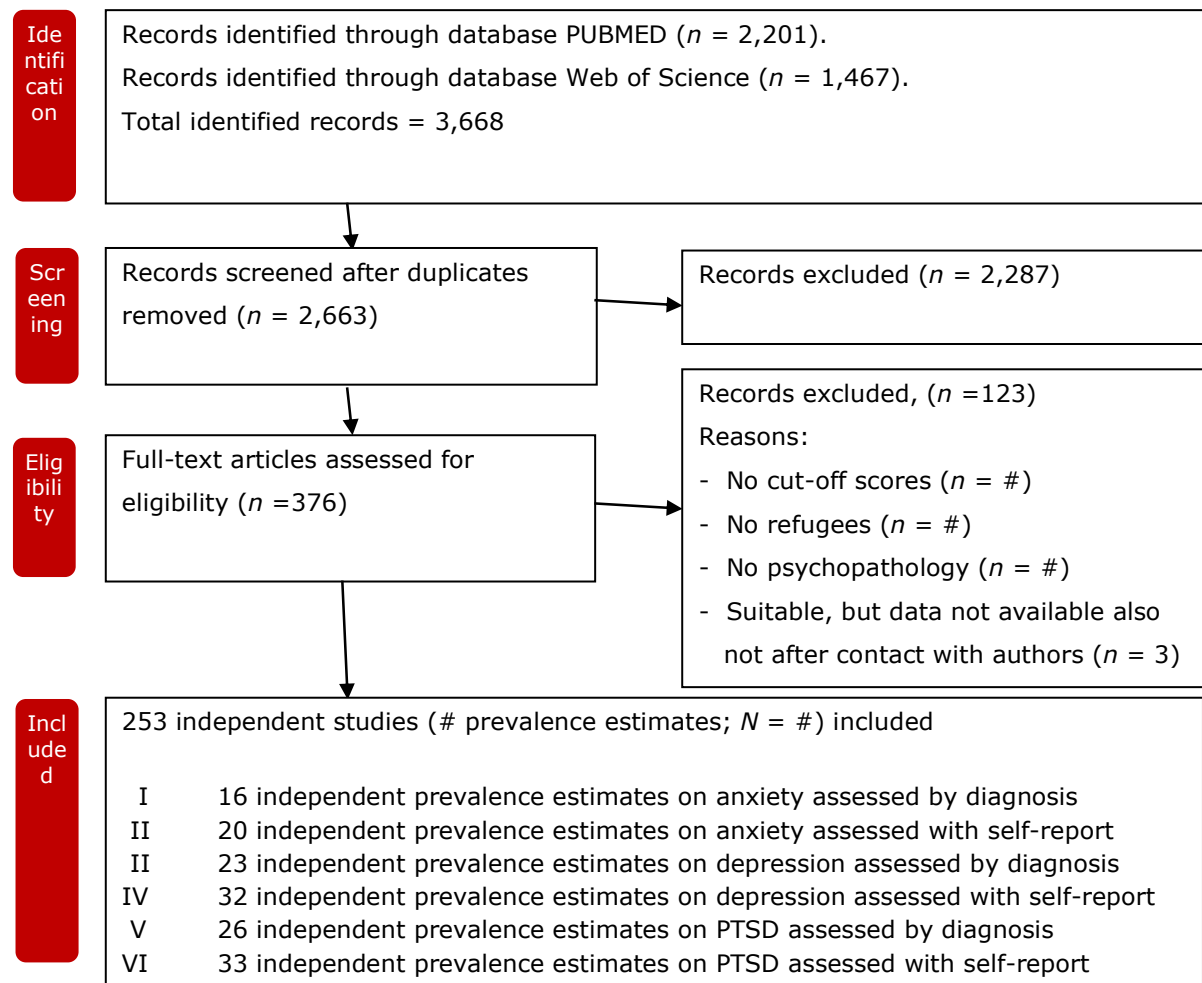 Ide
ntifi
cati
on
Records identified through database PUBMED (n = 2,201).
Records identified through database Web of Science (n = 1,467).
Total identified records = 3,668
Scr
een
ing
Records screened after duplicates
removed (n = 2,663)
Records excluded (n = 2,287)
Elig
ibili
ty
Full-text articles assessed for
eligibility (n =376)
Records excluded, (n =123)
Reasons:
- No cut-off scores (n = #)
- No refugees (n = #)
- No psychopathology (n = #)
- Suitable, but data not available also
not after contact with authors (n = 3)
Incl
ude
d
253 independent studies (# prevalence estimates; N = #) included
I 16 independent prevalence estimates on anxiety assessed by diagnosis
II 20 independent prevalence estimates on anxiety assessed with self-report
II 23 independent prevalence estimates on depression assessed by diagnosis
IV 32 independent prevalence estimates on depression assessed with self-report
V 26 independent prevalence estimates on PTSD assessed by diagnosis
VI 33 independent prevalence estimates on PTSD assessed with self-report